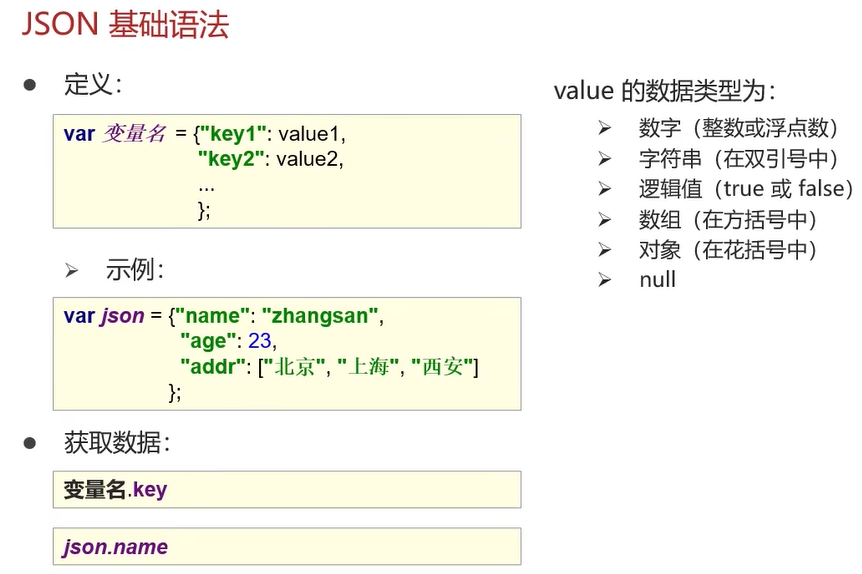 JSON 基础语法
● 定义：
var 变量名 = {"key1": value1,
"key2": value2,
...
};
➢ 示例：
var json = {"name": "zhangsan",
"age": 23,
"addr": ["北京", "上海", "西安"]
};
● 获取数据：
变量名.key
json.name
value 的数据类型为：
➢ 数字（整数或浮点数）
➢ 字符串（在双引号中）
➢ 逻辑值（true 或 false）
➢ 数组（在方括号中）
➢ 对象（在花括号中）
➢ null